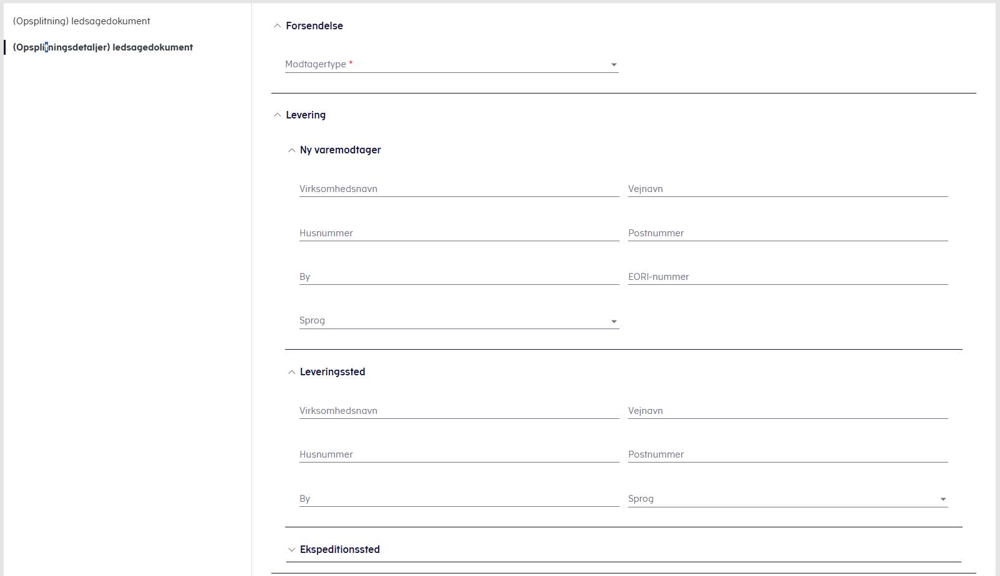 (Opsplitning) ledsagedokument
(Opsplitningsdetaljer) ledsagedokument
Forsendelse
Modtagertype *
Levering
Ny varemodtager
Virksomhedsnavn Vejnavn
Husnummer Postnummer
By EORI-nummer
Sprog
Leveringssted
Virksomhedsnavn Vejnavn
Husnummer Postnummer
By Sprog
Ekspeditionssted